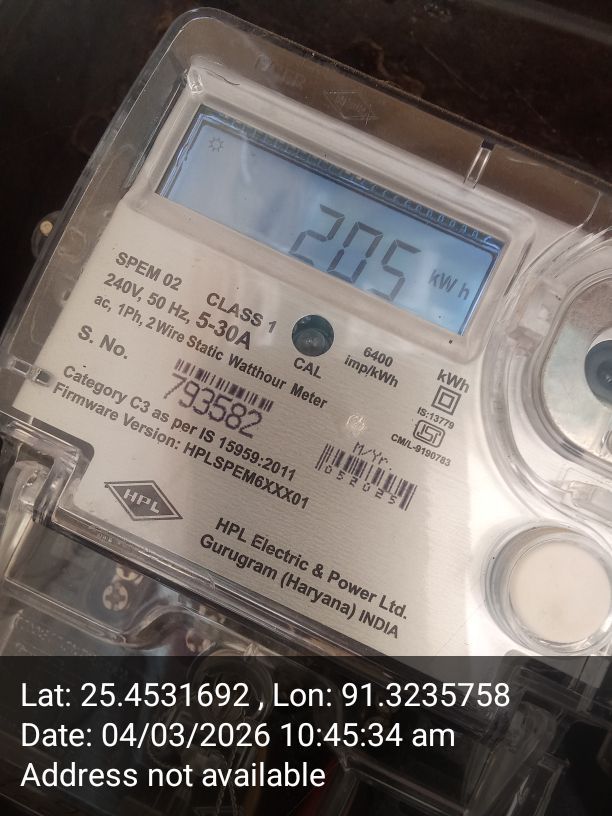 205 kWh
SPEM 02 CLASS 1
240V, 50 Hz, 5-30A
ac, 1Ph, 2Wire Static Watthour Meter
CAL
6400
imp/kWh
kWh
S. No.
793582
IS:13779
CM/L-9190783
Category C3 as per IS 15959:2011
Firmware Version: HPLSPEM6XXX01
M/Yr.
052025
HPL
HPL Electric & Power Ltd.
Gurugram (Haryana) INDIA
Lat: 25.4531692 , Lon: 91.3235758
Date: 04/03/2026 10:45:34 am
Address not available